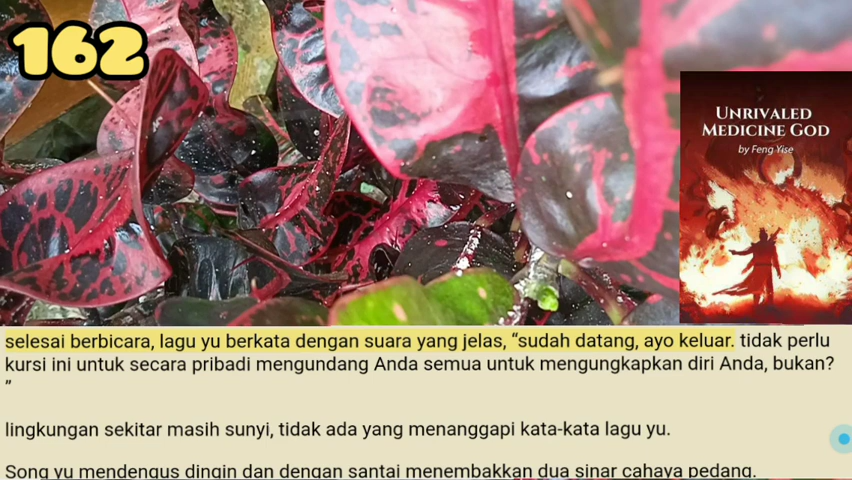 162
UNRIVALED
MEDICINE GOD
by Feng Yise
selesai berbicara, lagu yu berkata dengan suara yang jelas, “sudah datang, ayo keluar. tidak perlu
kursi ini untuk secara pribadi mengundang Anda semua untuk mengungkapkan diri Anda, bukan?
”
lingkungan sekitar masih sunyi, tidak ada yang menanggapi kata-kata lagu yu.
Song yu mendengus dingin dan dengan santai menembakkan dua sinar cahaya pedang.